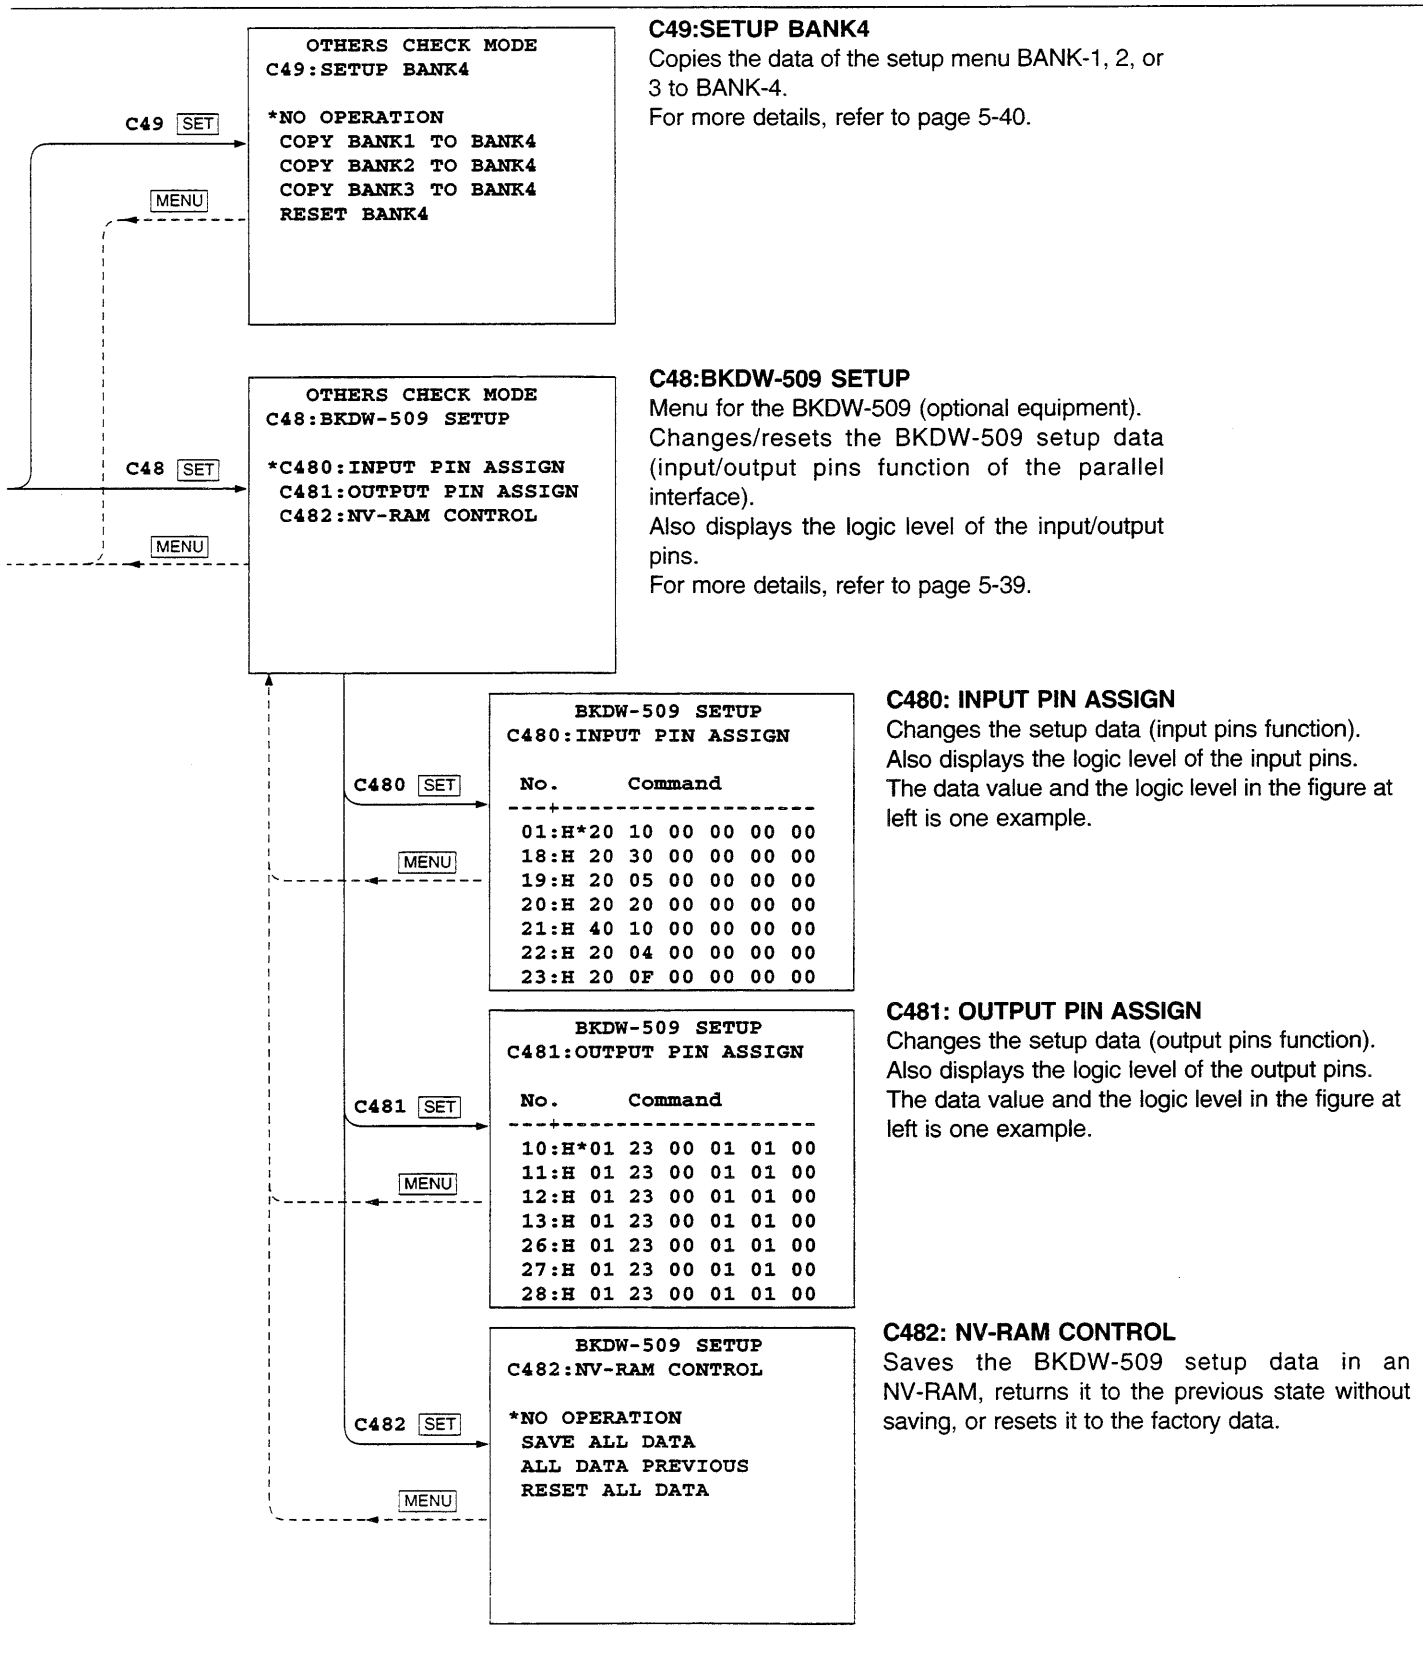 OTHERS CHECK MODE
C49:SETUP BANK4
*NO OPERATION
COPY BANK1 TO BANK4
COPY BANK2 TO BANK4
COPY BANK3 TO BANK4
RESET BANK4
C49 SET
MENU
C49:SETUP BANK4
Copies the data of the setup menu BANK-1, 2, or
3 to BANK-4.
For more details, refer to page 5-40.
OTHERS CHECK MODE
C48:BKDW-509 SETUP
*C480:INPUT PIN ASSIGN
C481:OUTPUT PIN ASSIGN
C482:NV-RAM CONTROL
C48 SET
MENU
C48:BKDW-509 SETUP
Menu for the BKDW-509 (optional equipment).
Changes/resets the BKDW-509 setup data
(input/output pins function of the parallel
interface).
Also displays the logic level of the input/output
pins.
For more details, refer to page 5-39.
BKDW-509 SETUP
C480:INPUT PIN ASSIGN
No. Command
---+-------------------
01:H*20 10 00 00 00 00
18:H 20 30 00 00 00 00
19:H 20 05 00 00 00 00
20:H 20 20 00 00 00 00
21:H 40 10 00 00 00 00
22:H 20 04 00 00 00 00
23:H 20 0F 00 00 00 00
C480 SET
MENU
C480: INPUT PIN ASSIGN
Changes the setup data (input pins function).
Also displays the logic level of the input pins.
The data value and the logic level in the figure at
left is one example.
BKDW-509 SETUP
C481:OUTPUT PIN ASSIGN
No. Command
---+-------------------
10:H*01 23 00 01 01 00
11:H 01 23 00 01 01 00
12:H 01 23 00 01 01 00
13:H 01 23 00 01 01 00
26:H 01 23 00 01 01 00
27:H 01 23 00 01 01 00
28:H 01 23 00 01 01 00
C481 SET
MENU
C481: OUTPUT PIN ASSIGN
Changes the setup data (output pins function).
Also displays the logic level of the output pins.
The data value and the logic level in the figure at
left is one example.
BKDW-509 SETUP
C482:NV-RAM CONTROL
*NO OPERATION
SAVE ALL DATA
ALL DATA PREVIOUS
RESET ALL DATA
C482 SET
MENU
C482: NV-RAM CONTROL
Saves the BKDW-509 setup data in an
NV-RAM, returns it to the previous state without
saving, or resets it to the factory data.